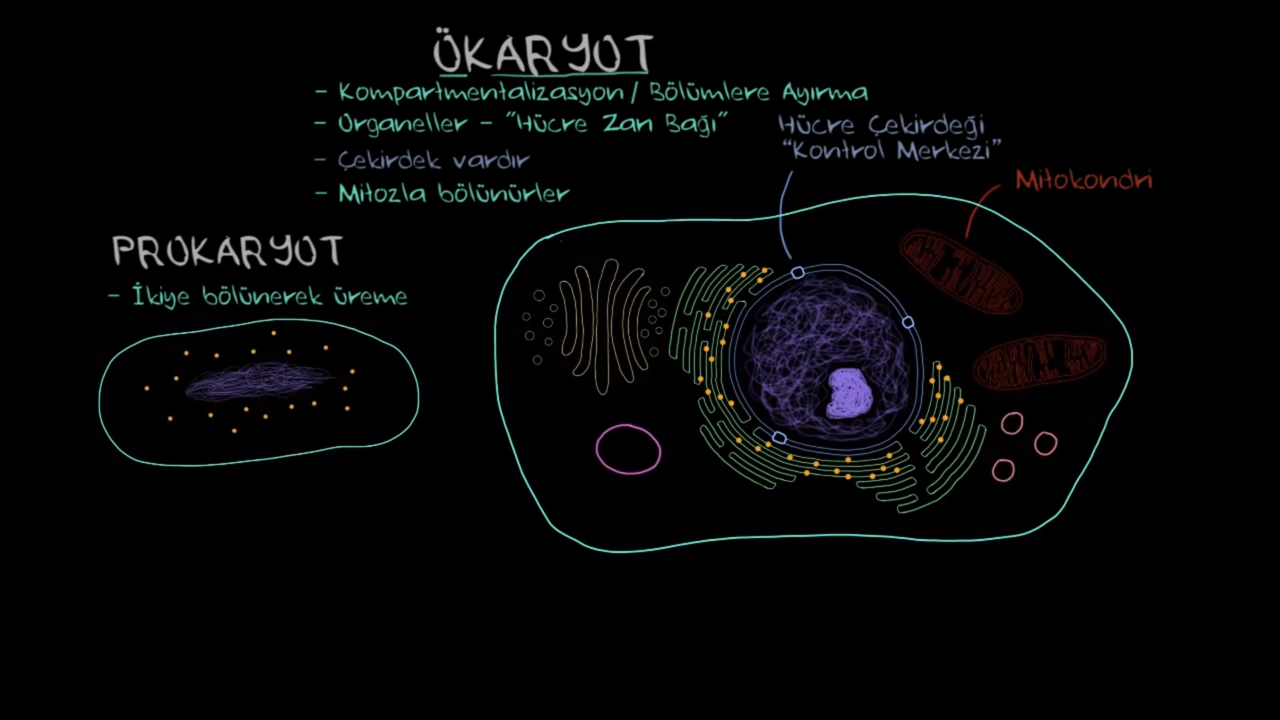 ÖKARYOT
- Kompartmentalizasyon / Bölümlere Ayırma
- Organeller - "Hücre Zarı Bağı"
- Çekirdek vardır
- Mitozla bölünürler
Hücre Çekirdeği
"Kontrol Merkezi"
Mitokondri
PROKARYOT
- İkiye bölünerek üreme